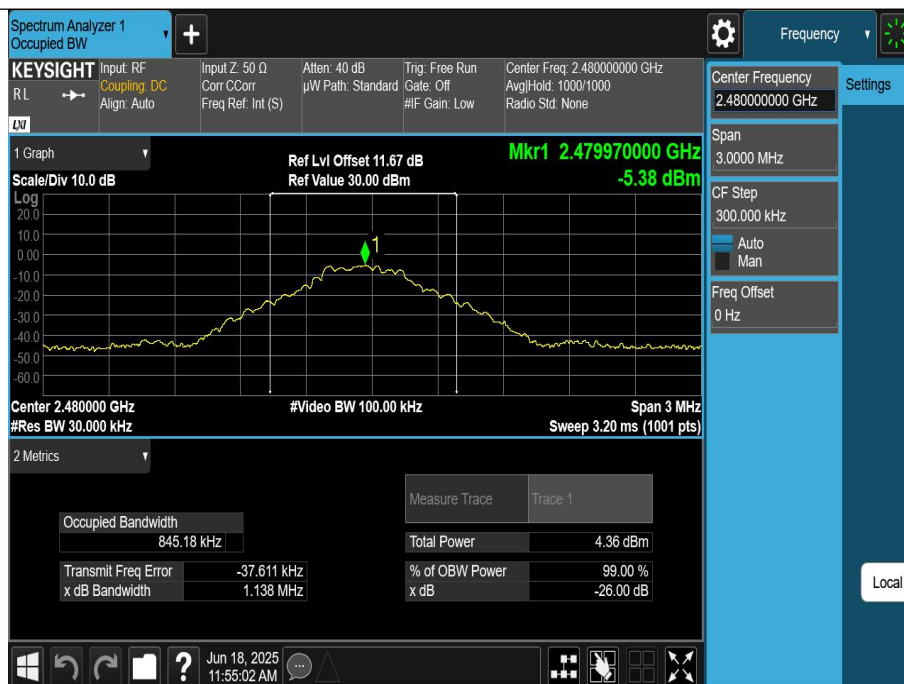 Spectrum Analyzer 1
Occupied BW
Frequency
KEYSIGHT
RL
LXI
Input: RF
Coupling: DC
Align: Auto
Input Z: 50 Ω
Corr CCorr
Freq Ref: Int (S)
Atten: 40 dB
µW Path: Standard
Trig: Free Run
Gate: Off
#IF Gain: Low
Center Freq: 2.480000000 GHz
Avg|Hold: 1000/1000
Radio Std: None
Center Frequency
2.480000000 GHz
Settings
Span
3.0000 MHz
CF Step
300.000 kHz
Auto
Man
Freq Offset
0 Hz
Local
1 Graph
Scale/Div 10.0 dB
Ref Lvl Offset 11.67 dB
Ref Value 30.00 dBm
Mkr1 2.479970000 GHz
-5.38 dBm
Log
20.0
10.0
0.00
-10.0
-20.0
-30.0
-40.0
-50.0
-60.0
1
Center 2.480000 GHz
#Video BW 100.00 kHz
Span 3 MHz
#Res BW 30.000 kHz
Sweep 3.20 ms (1001 pts)
2 Metrics
Measure Trace Trace 1
Occupied Bandwidth
845.18 kHz
Total Power 4.36 dBm
Transmit Freq Error -37.611 kHz
% of OBW Power 99.00 %
x dB Bandwidth 1.138 MHz
x dB -26.00 dB
?
Jun 18, 2025
11:55:02 AM